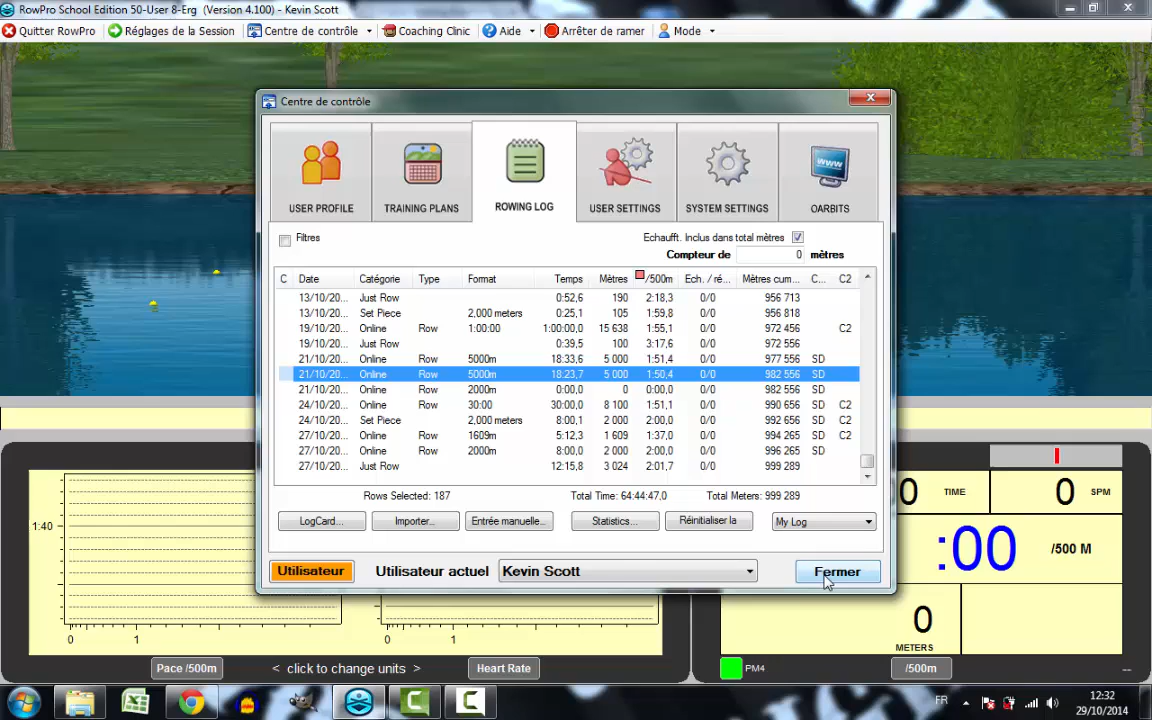 RowPro School Edition 50-User 8-Erg (Version 4.100) - Kevin Scott
Quitter RowPro Réglages de la Session Centre de contrôle Coaching Clinic Aide Arrêter de ramer Mode
Centre de contrôle
USER PROFILE TRAINING PLANS ROWING LOG USER SETTINGS SYSTEM SETTINGS OARBITS
www
Filtres
Echaufft. Inclus dans total mètres
Compteur de 0 mètres
C Date Catégorie Type Format Temps Mètres /500m Ech. / ré... Mètres cum... C... C2
13/10/20... Just Row 0:52,6 190 2:18,3 0/0 956 713
13/10/20... Set Piece 2,000 meters 0:25,1 105 1:59,8 0/0 956 818
19/10/20... Online Row 1:00:00 1:00:00,0 15 638 1:55,1 0/0 972 456 C2
19/10/20... Just Row 0:39,5 100 3:17,6 0/0 972 556
21/10/20... Online Row 5000m 18:33,6 5 000 1:51,4 0/0 977 556 SD
21/10/20... Online Row 5000m 18:23,7 5 000 1:50,4 0/0 982 556 SD
21/10/20... Online Row 2000m 0:00,0 0 0:00,0 0/0 982 556 SD
24/10/20... Online Row 30:00 30:00,0 8 100 1:51,1 0/0 990 656 SD C2
24/10/20... Set Piece 2,000 meters 8:00,1 2 000 2:00,0 0/0 992 656 SD C2
27/10/20... Online Row 1609m 5:12,3 1 609 1:37,0 0/0 994 265 SD C2
27/10/20... Online Row 2000m 8:00,0 2 000 2:00,0 0/0 996 265 SD
27/10/20... Just Row 12:15,8 3 024 2:01,7 0/0 999 289
Rows Selected: 187 Total Time: 64:44:47,0 Total Meters: 999 289
LogCard... Importer... Entrée manuelle... Statistics... Réinitialiser la My Log
Utilisateur Utilisateur actuel Kevin Scott Fermer
1:40
0 1 0 1
Pace /500m < click to change units > Heart Rate
0 TIME 0 SPM
:00 /500 M
0
METERS
PM4 /500m --
FR 12:32
29/10/2014